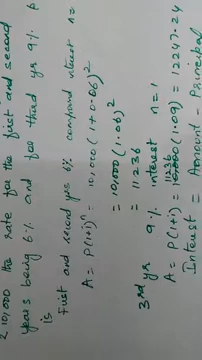 ₹ 10,000 the rate for the first and second
years being 6% and for third yr 9% p
is
First and second yrs 6% compound interest n=
A = P(1+i)ⁿ = 10,000 (1+0.06)²
= 10,000 (1.06)²
= 11236
3rd yr 9% interest n=1
11236
A = P(1+i) = 10,000 (1.09) = 12247.24
Interest = Amount - Principal